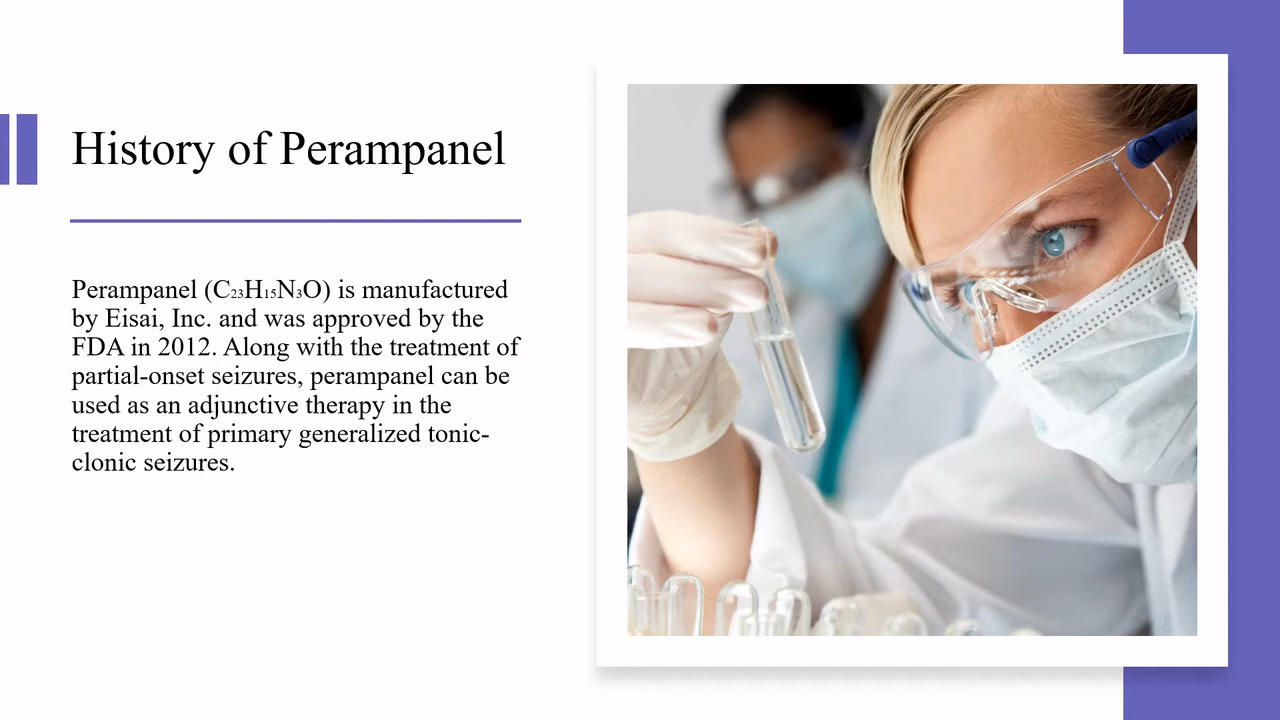 History of Perampanel
Perampanel (C₂₃H₁₅N₃O) is manufactured
by Eisai, Inc. and was approved by the
FDA in 2012. Along with the treatment of
partial-onset seizures, perampanel can be
used as an adjunctive therapy in the
treatment of primary generalized tonic-
clonic seizures.